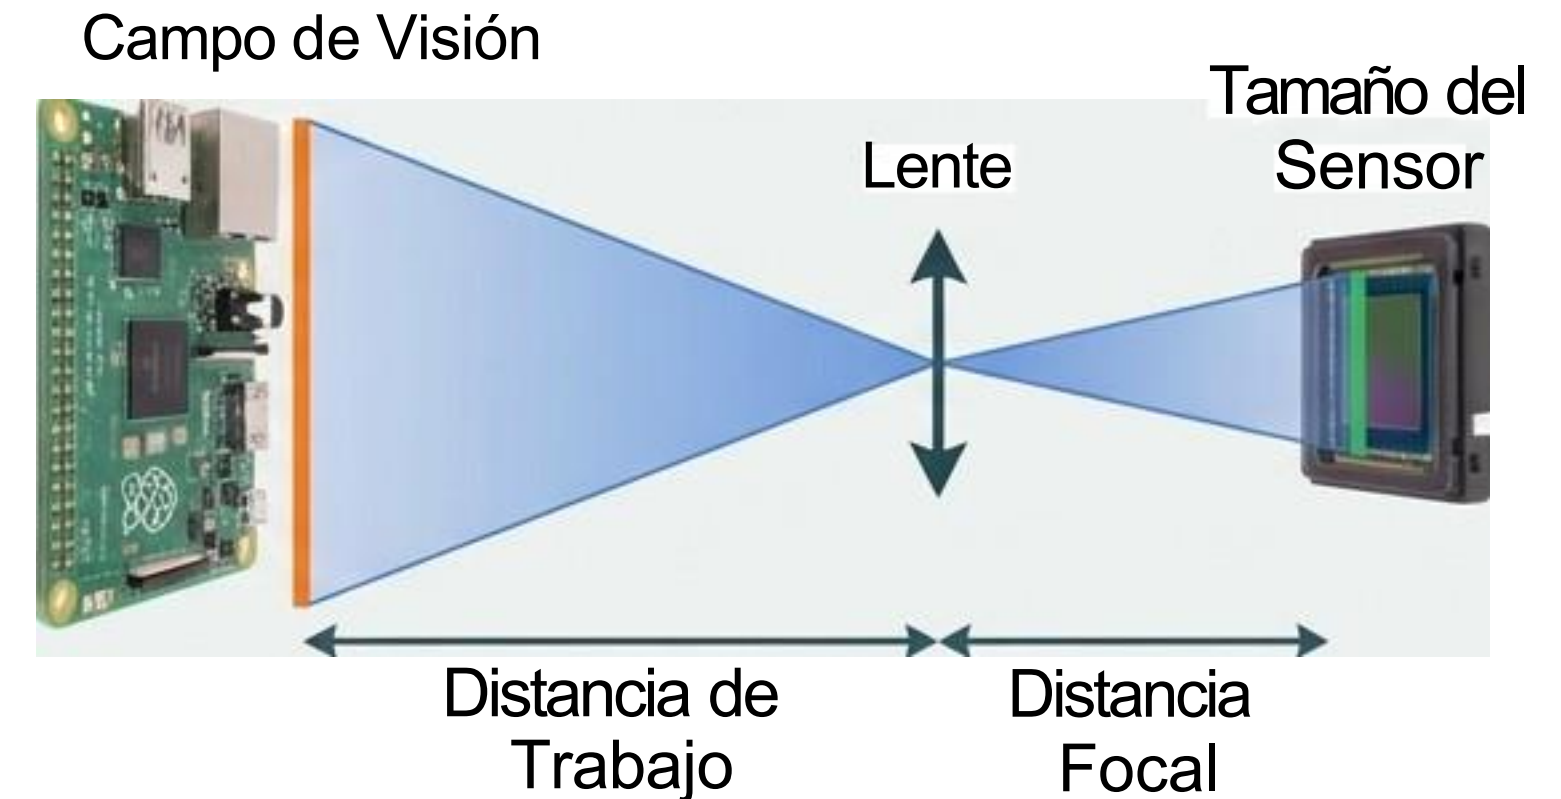 Campo de Visión
Tamaño del
Sensor
Lente
Distancia de
Trabajo
Distancia
Focal